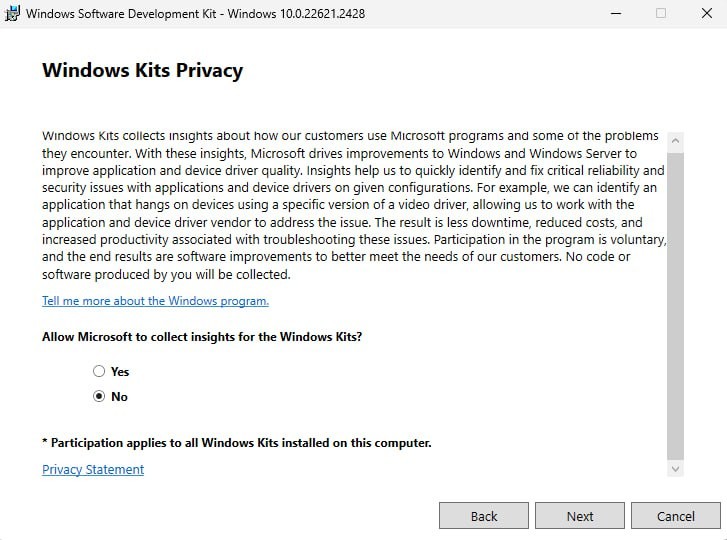 Windows Software Development Kit - Windows 10.0.22621.2428
Windows Kits Privacy
Windows Kits collects insights about how our customers use Microsoft programs and some of the problems
they encounter. With these insights, Microsoft drives improvements to Windows and Windows Server to
improve application and device driver quality. Insights help us to quickly identify and fix critical reliability and
security issues with applications and device drivers on given configurations. For example, we can identify an
application that hangs on devices using a specific version of a video driver, allowing us to work with the
application and device driver vendor to address the issue. The result is less downtime, reduced costs, and
increased productivity associated with troubleshooting these issues. Participation in the program is voluntary,
and the end results are software improvements to better meet the needs of our customers. No code or
software produced by you will be collected.
Tell me more about the Windows program.
Allow Microsoft to collect insights for the Windows Kits?
Yes
No
* Participation applies to all Windows Kits installed on this computer.
Privacy Statement
Back Next Cancel